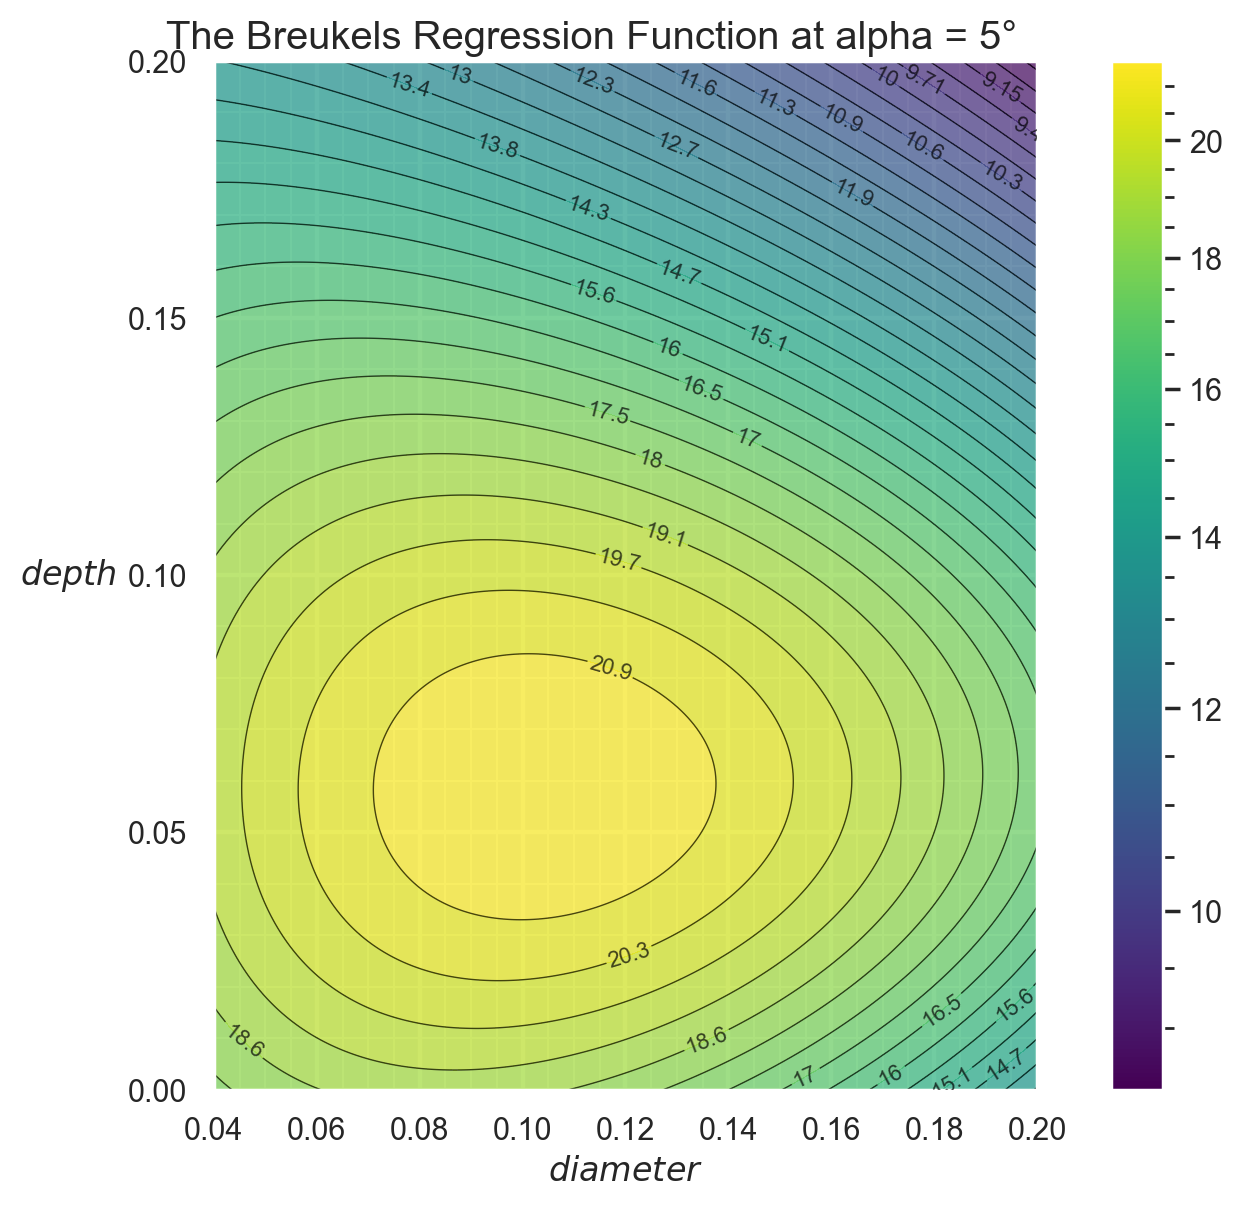 The Breukels Regression Function at alpha = 5°
0.20
0.15
depth 0.10
0.05
0.00
0.04 0.06 0.08 0.10 0.12 0.14 0.16 0.18 0.20
diameter
20
18
16
14
12
10
13.4 13 12.3 11.6 11.3 10.9 10 9.71 9.15
13.8 12.7 11.9 10.6 10.3
14.3
14.7
15.6
15.1
16
16.5
17.5
17
18
19.1
19.7
20.9
20.3
18.6 18.6 16.5 15.6
17 16 15.1 14.7